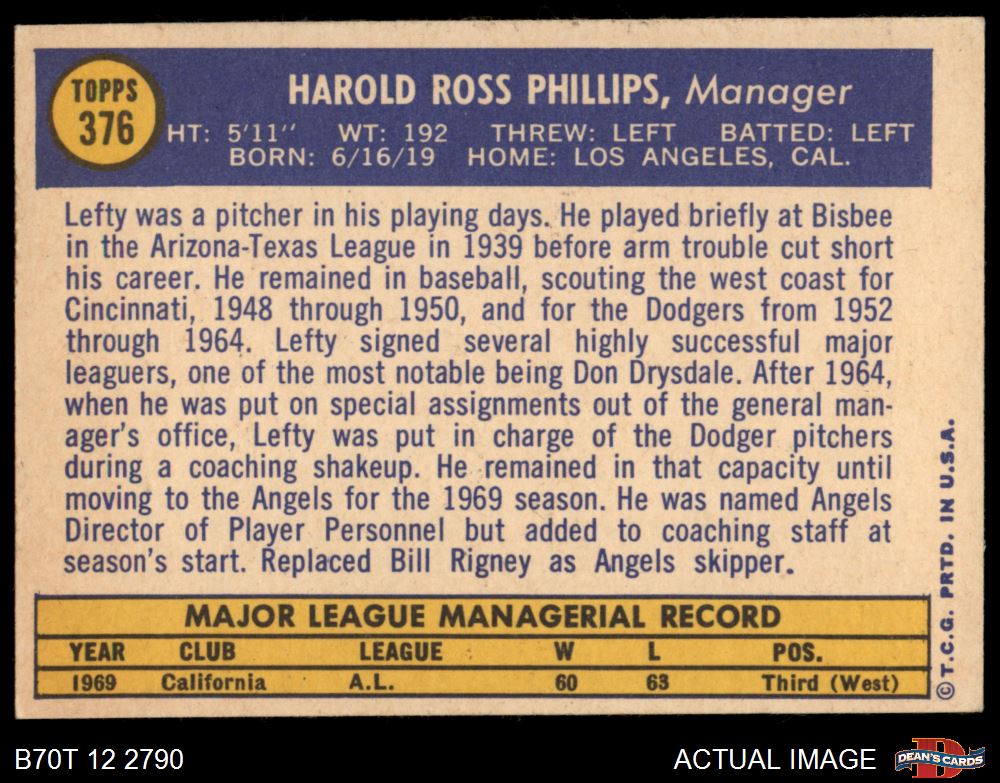 TOPPS
376
HAROLD ROSS PHILLIPS, Manager
HT: 5'11" WT: 192 THREW: LEFT BATTED: LEFT
BORN: 6/16/19 HOME: LOS ANGELES, CAL.
Lefty was a pitcher in his playing days. He played briefly at Bisbee
in the Arizona-Texas League in 1939 before arm trouble cut short
his career. He remained in baseball, scouting the west coast for
Cincinnati, 1948 through 1950, and for the Dodgers from 1952
through 1964. Lefty signed several highly successful major
leaguers, one of the most notable being Don Drysdale. After 1964,
when he was put on special assignments out of the general man-
ager's office, Lefty was put in charge of the Dodger pitchers
during a coaching shakeup. He remained in that capacity until
moving to the Angels for the 1969 season. He was named Angels
Director of Player Personnel but added to coaching staff at
season's start. Replaced Bill Rigney as Angels skipper.
MAJOR LEAGUE MANAGERIAL RECORD
YEAR CLUB LEAGUE W L POS.
1969 California A.L. 60 63 Third (West)
© T.C.G. PRTD. IN U.S.A.
B70T 12 2790
ACTUAL IMAGE
D
DEAN'S CARDS